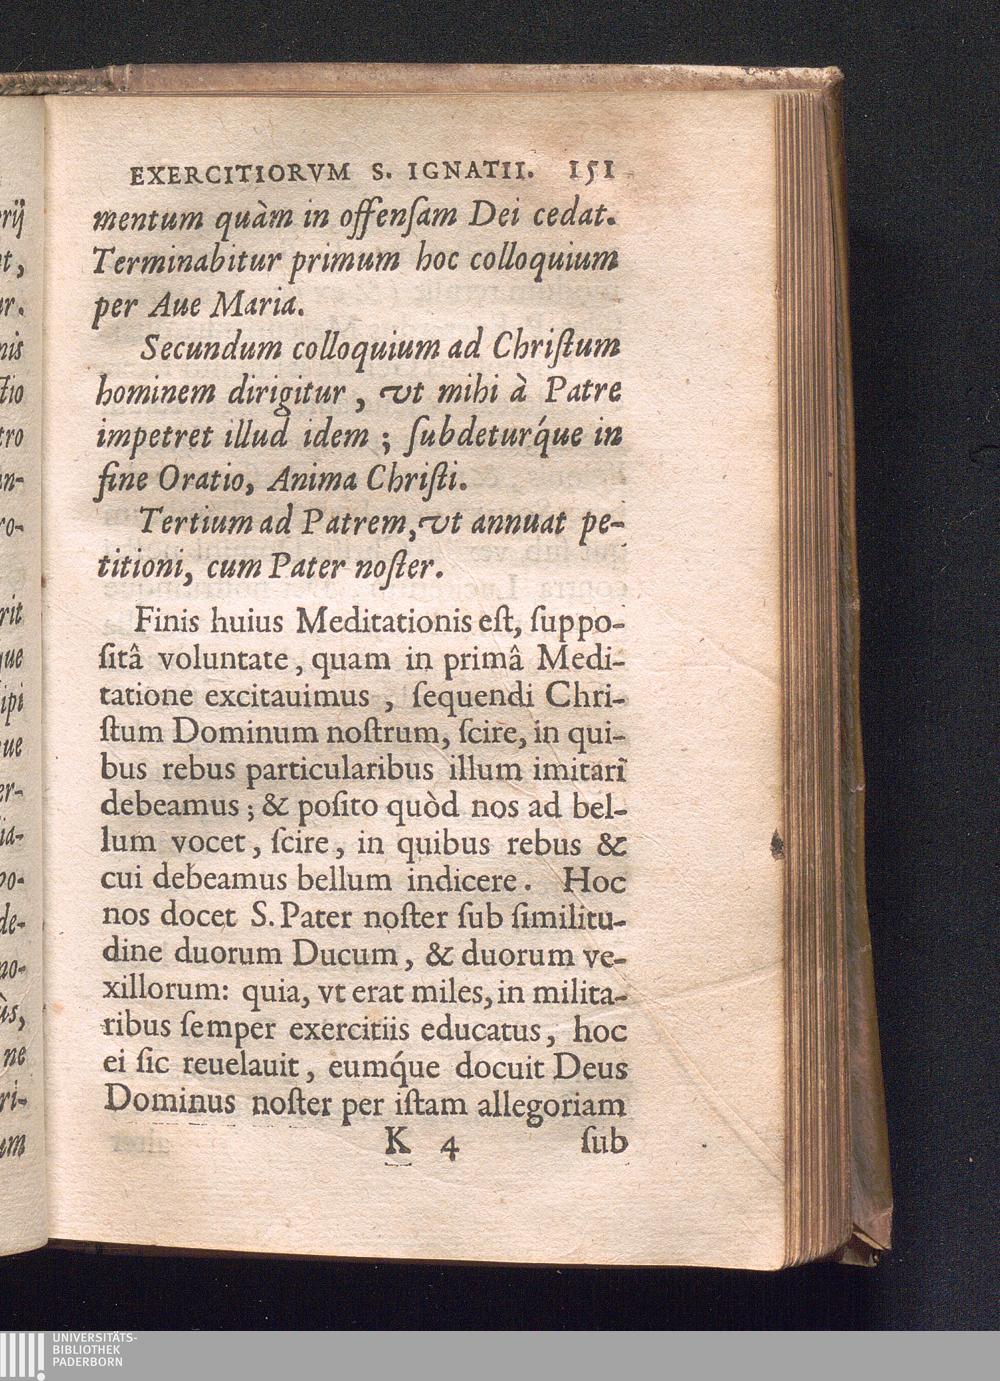 EXERCITIORVM S. IGNATII. 151
mentum quàm in offenſam Dei cedat.
Terminabitur primum hoc colloquium
per Aue Maria.
Secundum colloquium ad Chriſtum
hominem dirigitur, vt mihi à Patre
impetret illud idem; ſubdeturq́ue in
fine Oratio, Anima Chriſti.
Tertium ad Patrem, vt annuat pe-
titioni, cum Pater noſter.
Finis huius Meditationis eſt, ſuppo-
ſitâ voluntate, quam in primâ Medi-
tatione excitauimus, ſequendi Chri-
ſtum Dominum noſtrum, ſcire, in qui-
bus rebus particularibus illum imitari
debeamus; & poſito quòd nos ad bel-
lum vocet, ſcire, in quibus rebus &
cui debeamus bellum indicere. Hoc
nos docet S. Pater noſter ſub ſimilitu-
dine duorum Ducum, & duorum ve-
xillorum: quia, vt erat miles, in milita-
ribus ſemper exercitiis educatus, hoc
ei ſic reuelauit, eumq́ue docuit Deus
Dominus noſter per iſtam allegoriam
K 4 ſub
UNIVERSITÄTS-
BIBLIOTHEK
PADERBORN